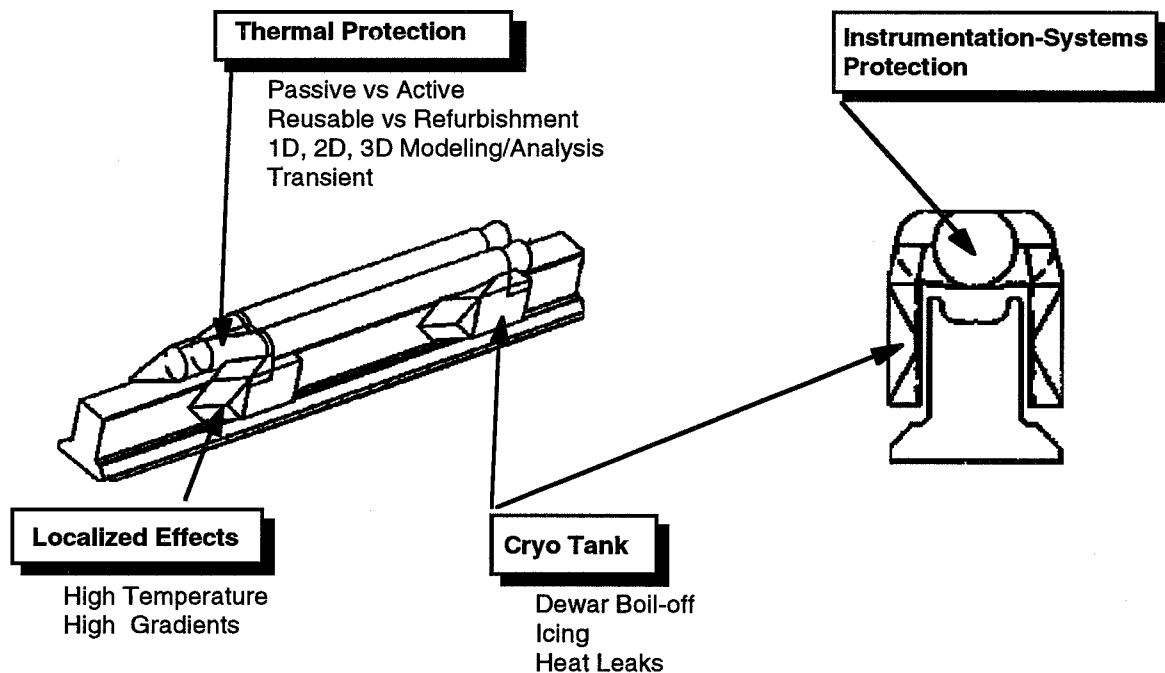 Thermal Protection
Passive vs Active
Reusable vs Refurbishment
1D, 2D, 3D Modeling/Analysis
Transient
Instrumentation-Systems
Protection
Localized Effects
High Temperature
High Gradients
Cryo Tank
Dewar Boil-off
Icing
Heat Leaks